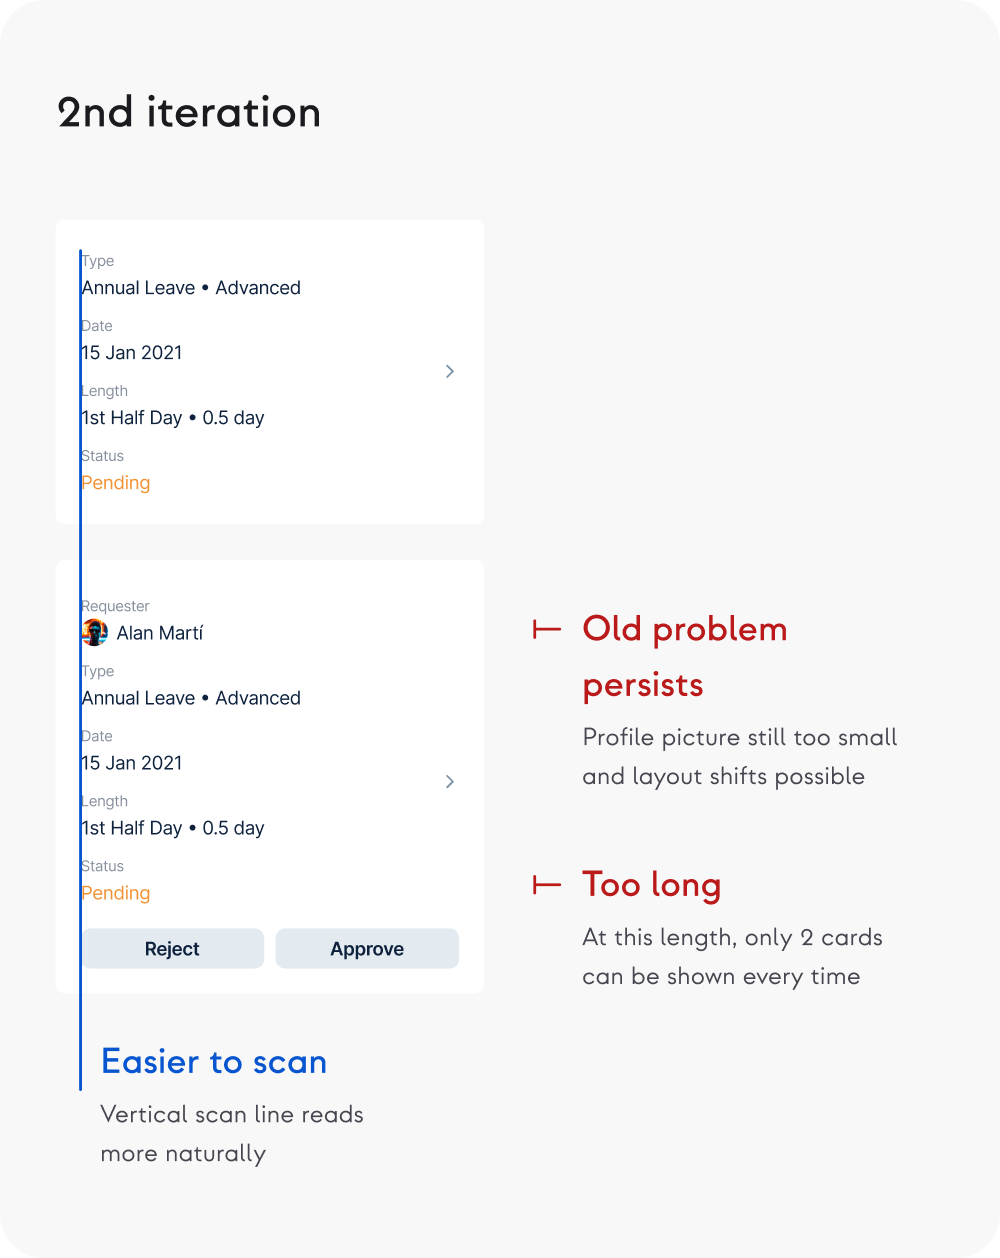 2nd iteration
Type
Annual Leave • Advanced
Date
15 Jan 2021
Length
1st Half Day • 0.5 day
Status
Pending
Requester
Alan Martí
Type
Annual Leave • Advanced
Date
15 Jan 2021
Length
1st Half Day • 0.5 day
Status
Pending
Reject
Approve
Old problem
persists
Profile picture still too small
and layout shifts possible
Too long
At this length, only 2 cards
can be shown every time
Easier to scan
Vertical scan line reads
more naturally